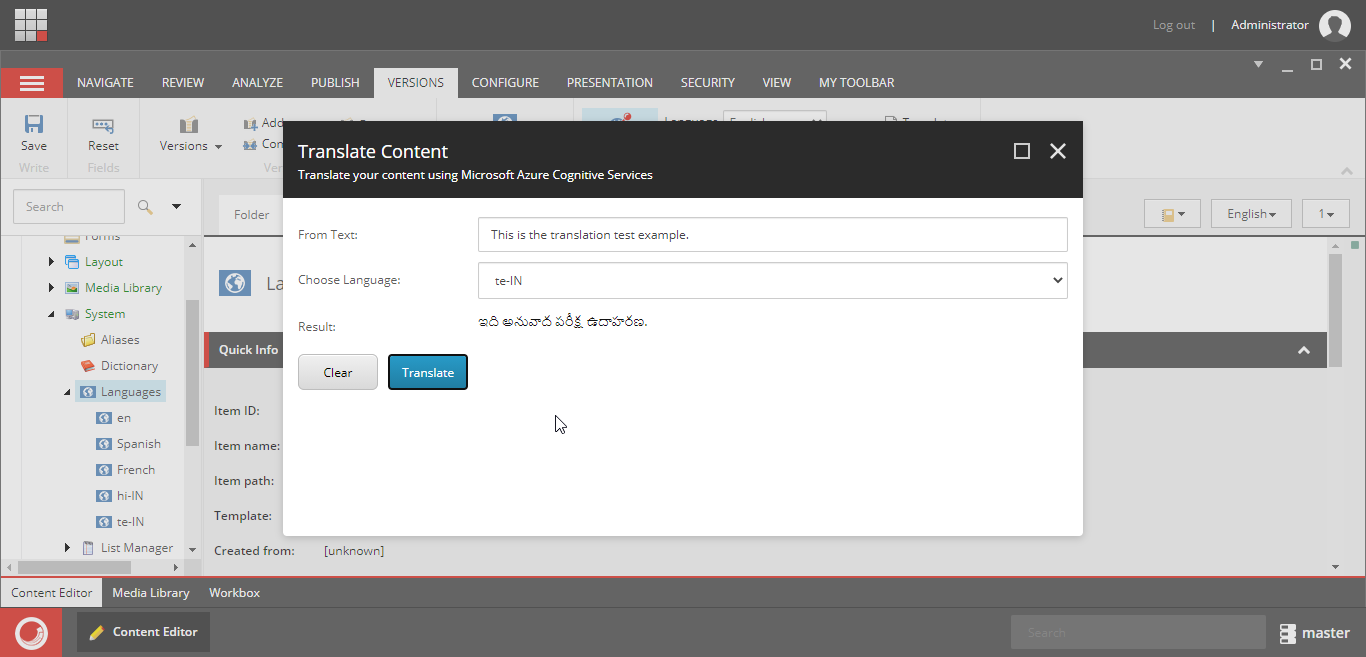 Log out | Administrator
NAVIGATE REVIEW ANALYZE PUBLISH VERSIONS CONFIGURE PRESENTATION SECURITY VIEW MY TOOLBAR
Save
Write
Reset
Fields
Versions
Add
Translate Content
Translate your content using Microsoft Azure Cognitive Services
From Text: This is the translation test example.
Choose Language: te-IN
Result: ఇది అనువాద పరీక్ష ఉదాహరణ.
Clear Translate
Search
Folder
English 1
Forms
Layout
Media Library
System
Aliases
Dictionary
Languages
en
Spanish
French
hi-IN
te-IN
List Manager
Quick Info
Item ID:
Item name:
Item path:
Template:
Created from: [unknown]
Content Editor Media Library Workbox
Content Editor
Search
master